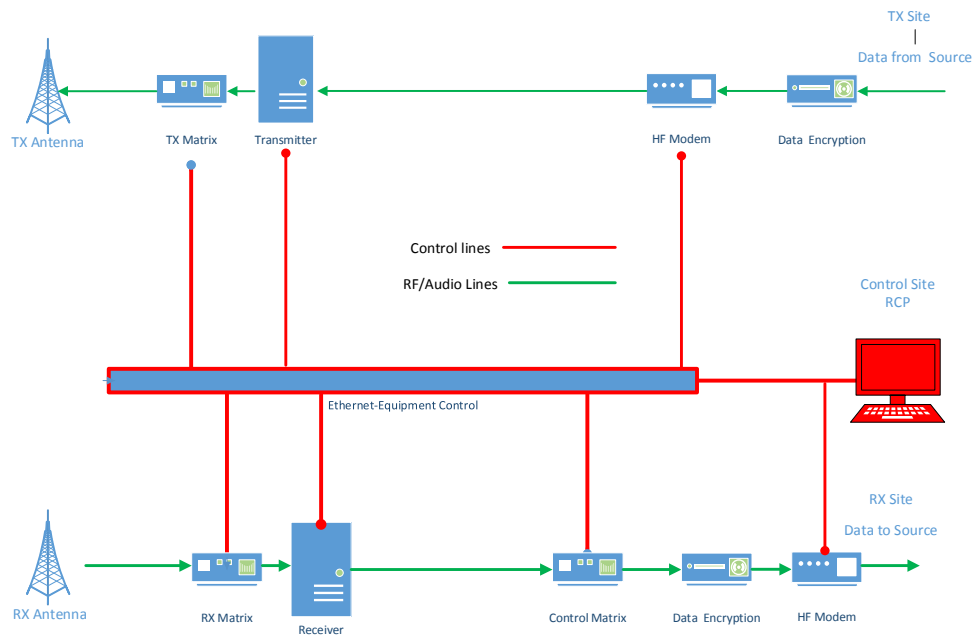 TX Site
|
Data from Source
TX Antenna
TX Matrix
Transmitter
HF Modem
Data Encryption
Control lines
RF/Audio Lines
Control Site
RCP
Ethernet-Equipment Control
RX Site
Data to Source
RX Antenna
RX Matrix
Receiver
Control Matrix
Data Encryption
HF Modem